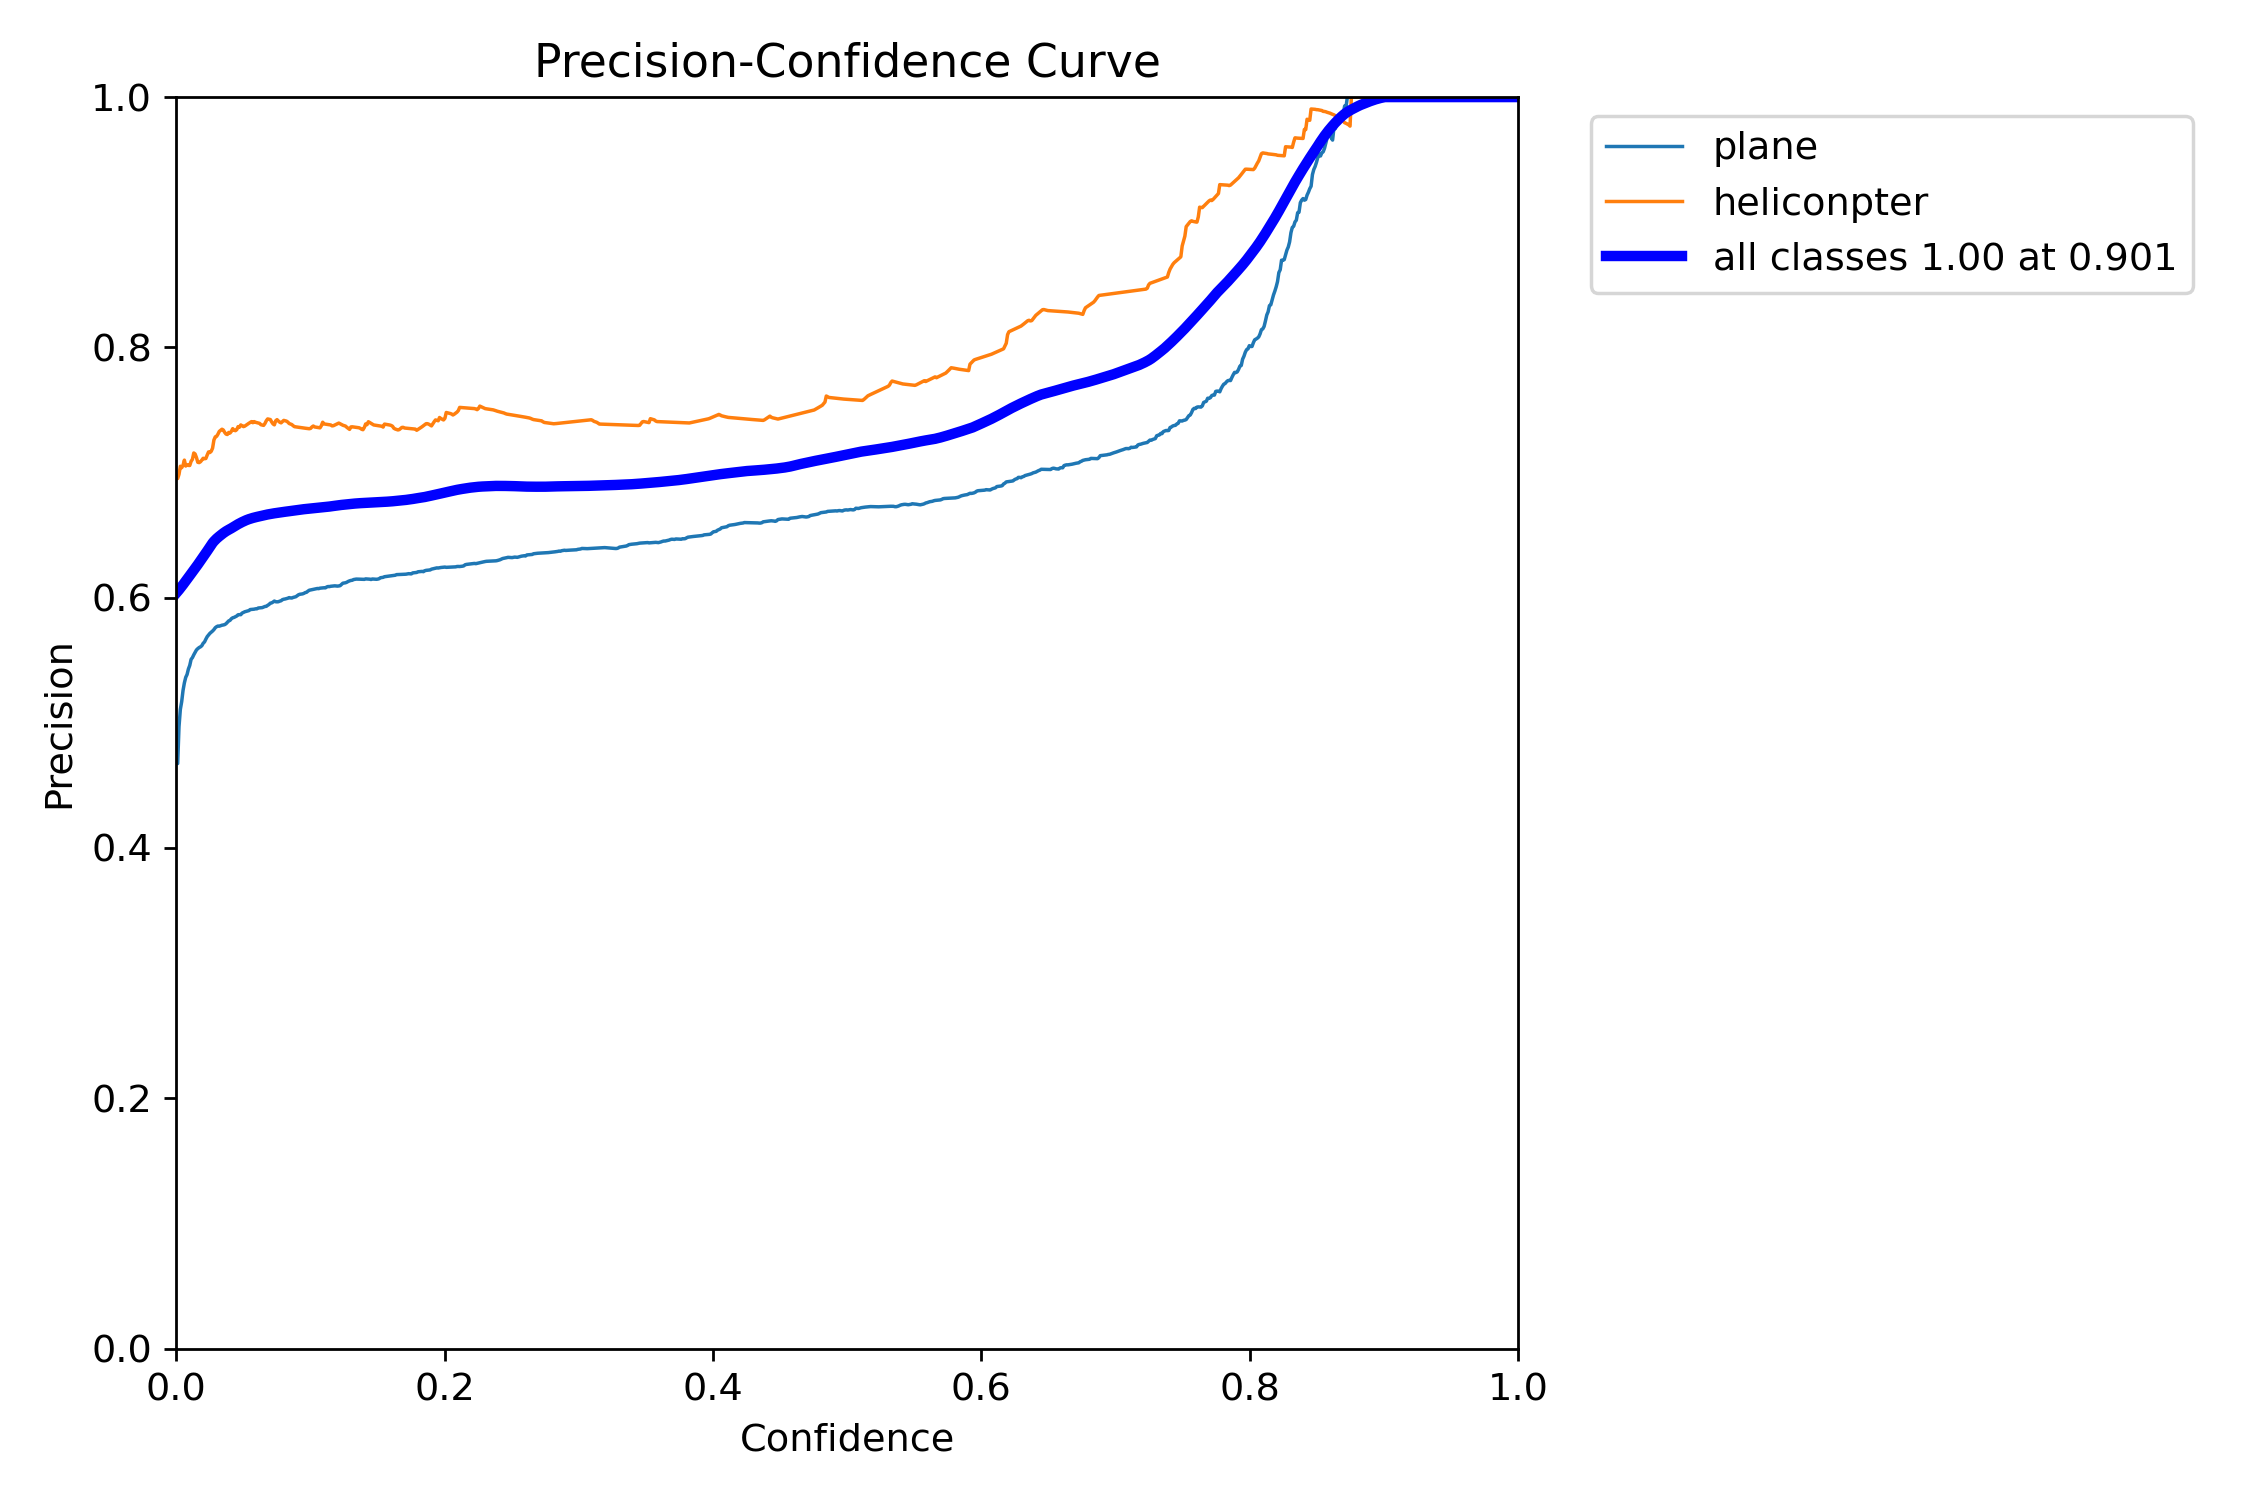 Precision-Confidence Curve
1.0
0.8
0.6
0.4
0.2
0.0
Precision
0.0 0.2 0.4 0.6 0.8 1.0
Confidence
plane
heliconpter
all classes 1.00 at 0.901